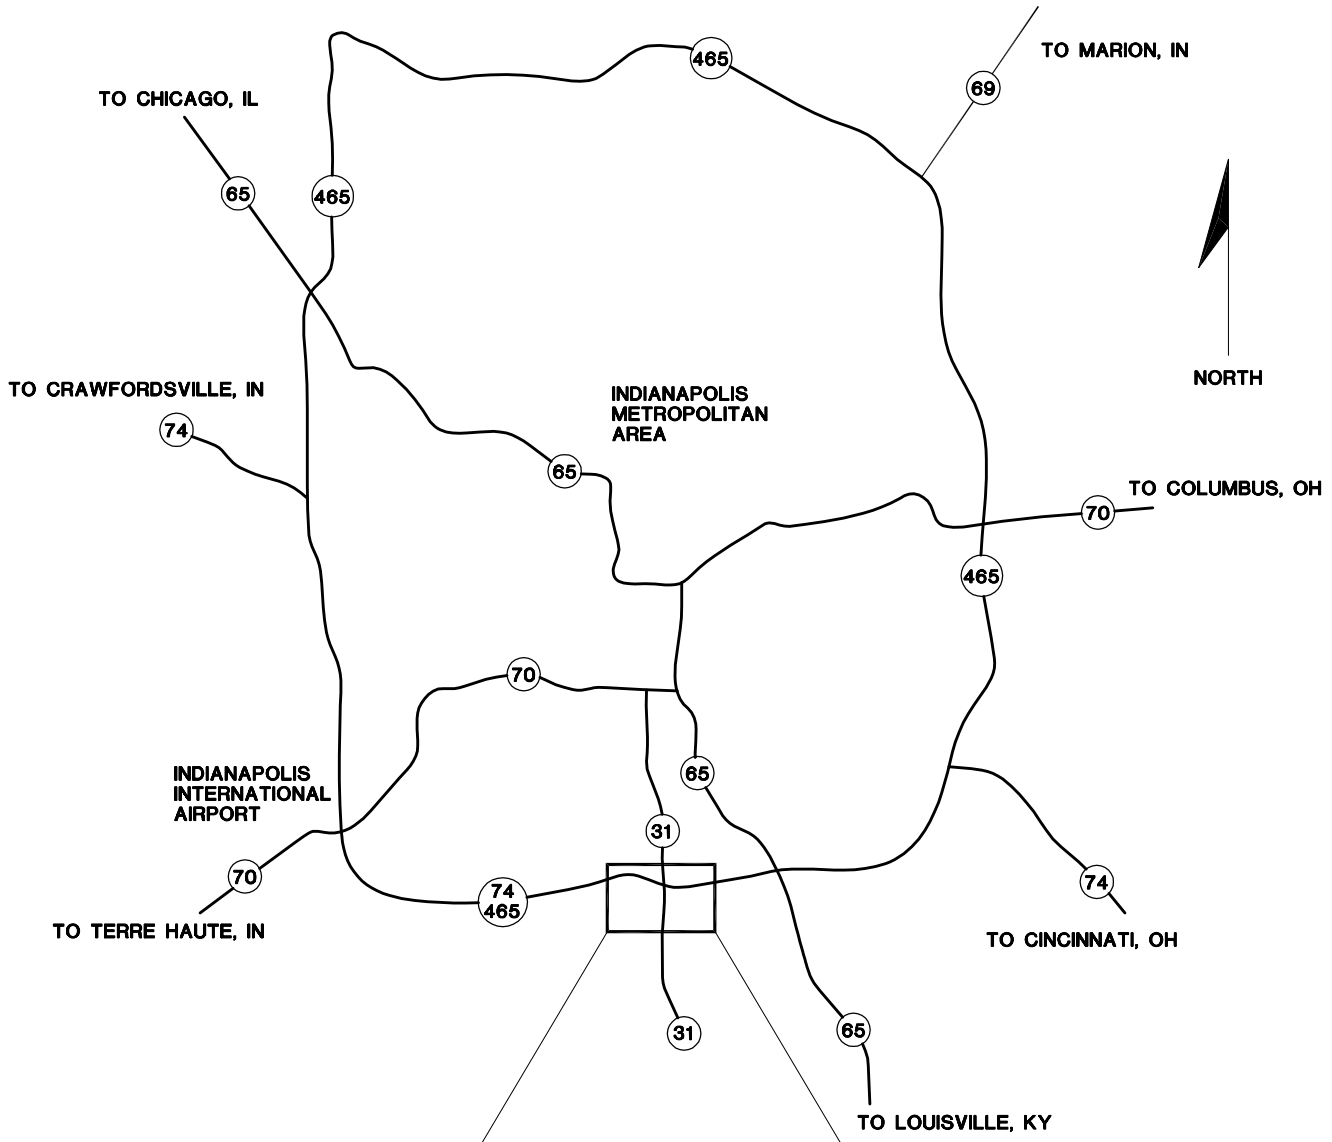 465
TO MARION, IN
69
TO CHICAGO, IL
65
465
NORTH
TO CRAWFORDSVILLE, IN
74
INDIANAPOLIS
METROPOLITAN
AREA
65
TO COLUMBUS, OH
70
465
70
INDIANAPOLIS
INTERNATIONAL
AIRPORT
65
31
70
74
465
74
TO TERRE HAUTE, IN
TO CINCINNATI, OH
31
65
TO LOUISVILLE, KY